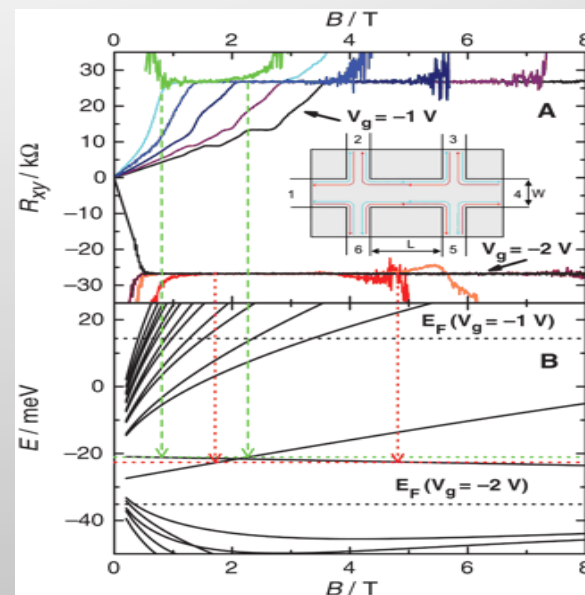 B / T
0 2 4 6 8
R_xy / kΩ
30
20
10
0
−10
−20
−30
A
V_g = −1 V
1 2 3 4 5 6
W
L
V_g = −2 V
B
E_F (V_g = −1 V)
E / meV
20
0
−20
−40
E_F (V_g = −2 V)
0 2 4 6 8
B / T